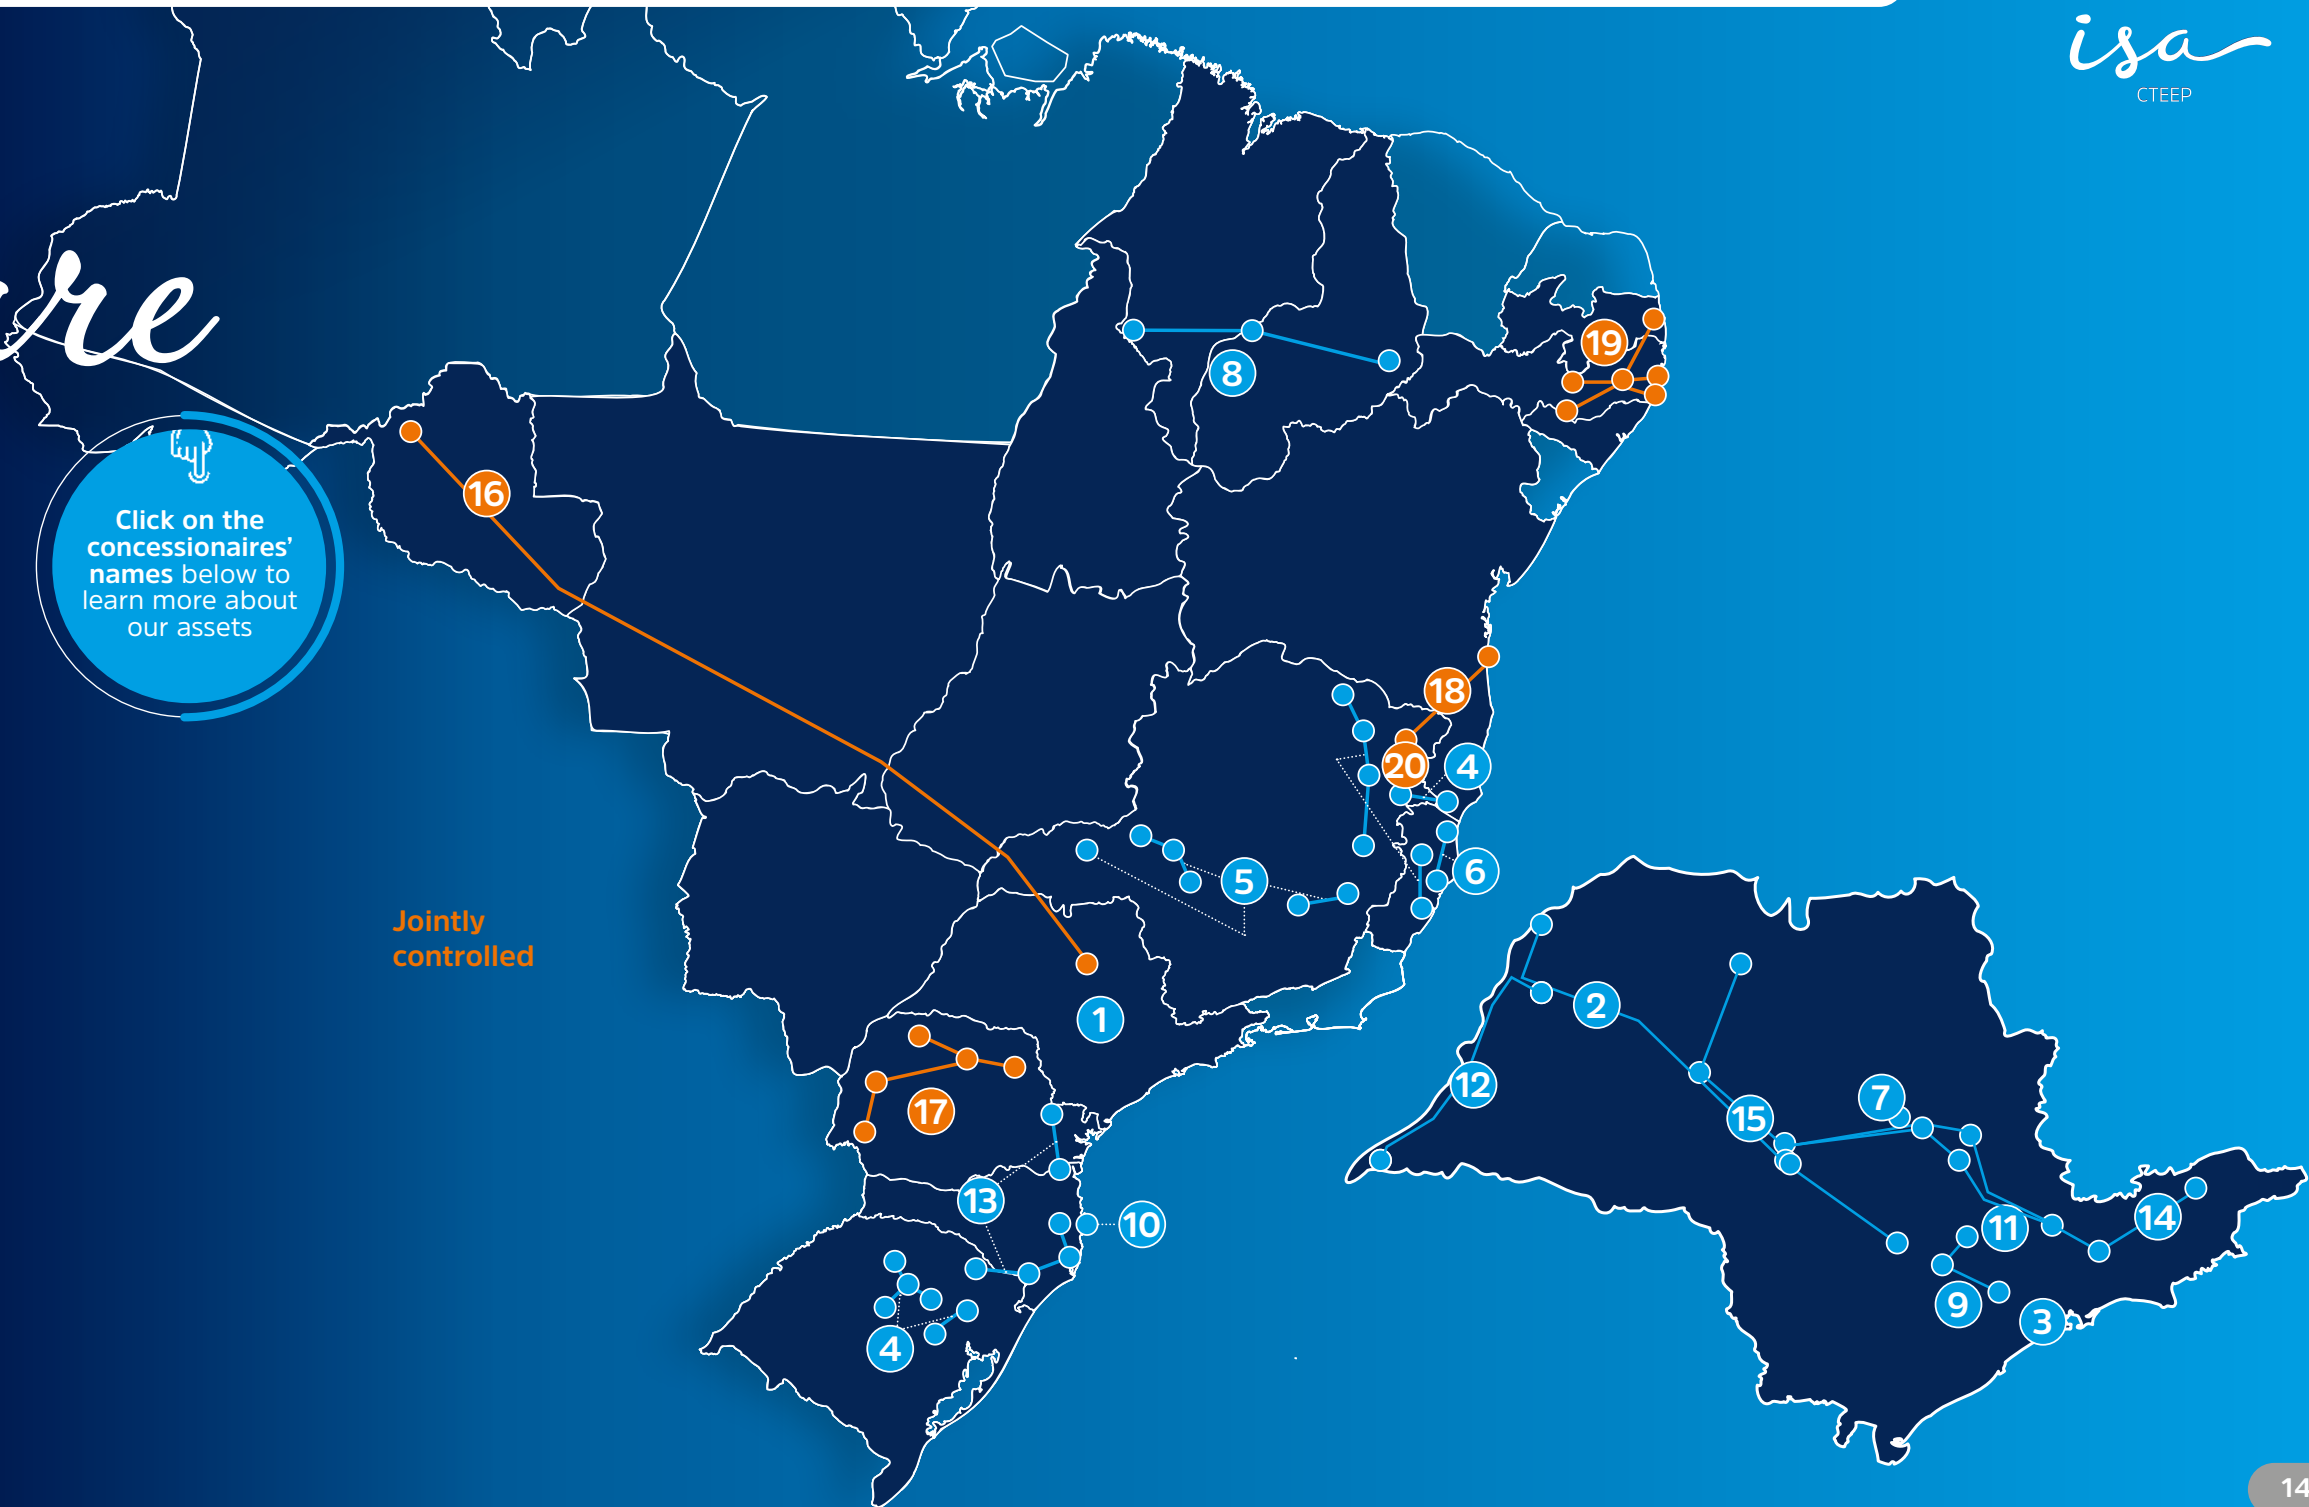 isa
CTEEP
re
Click on the
concessionaires’
names below to
learn more about
our assets
Jointly
controlled
8
19
16
18
20
4
5
6
1
17
13
10
4
2
12
15
7
11
14
9
3
14